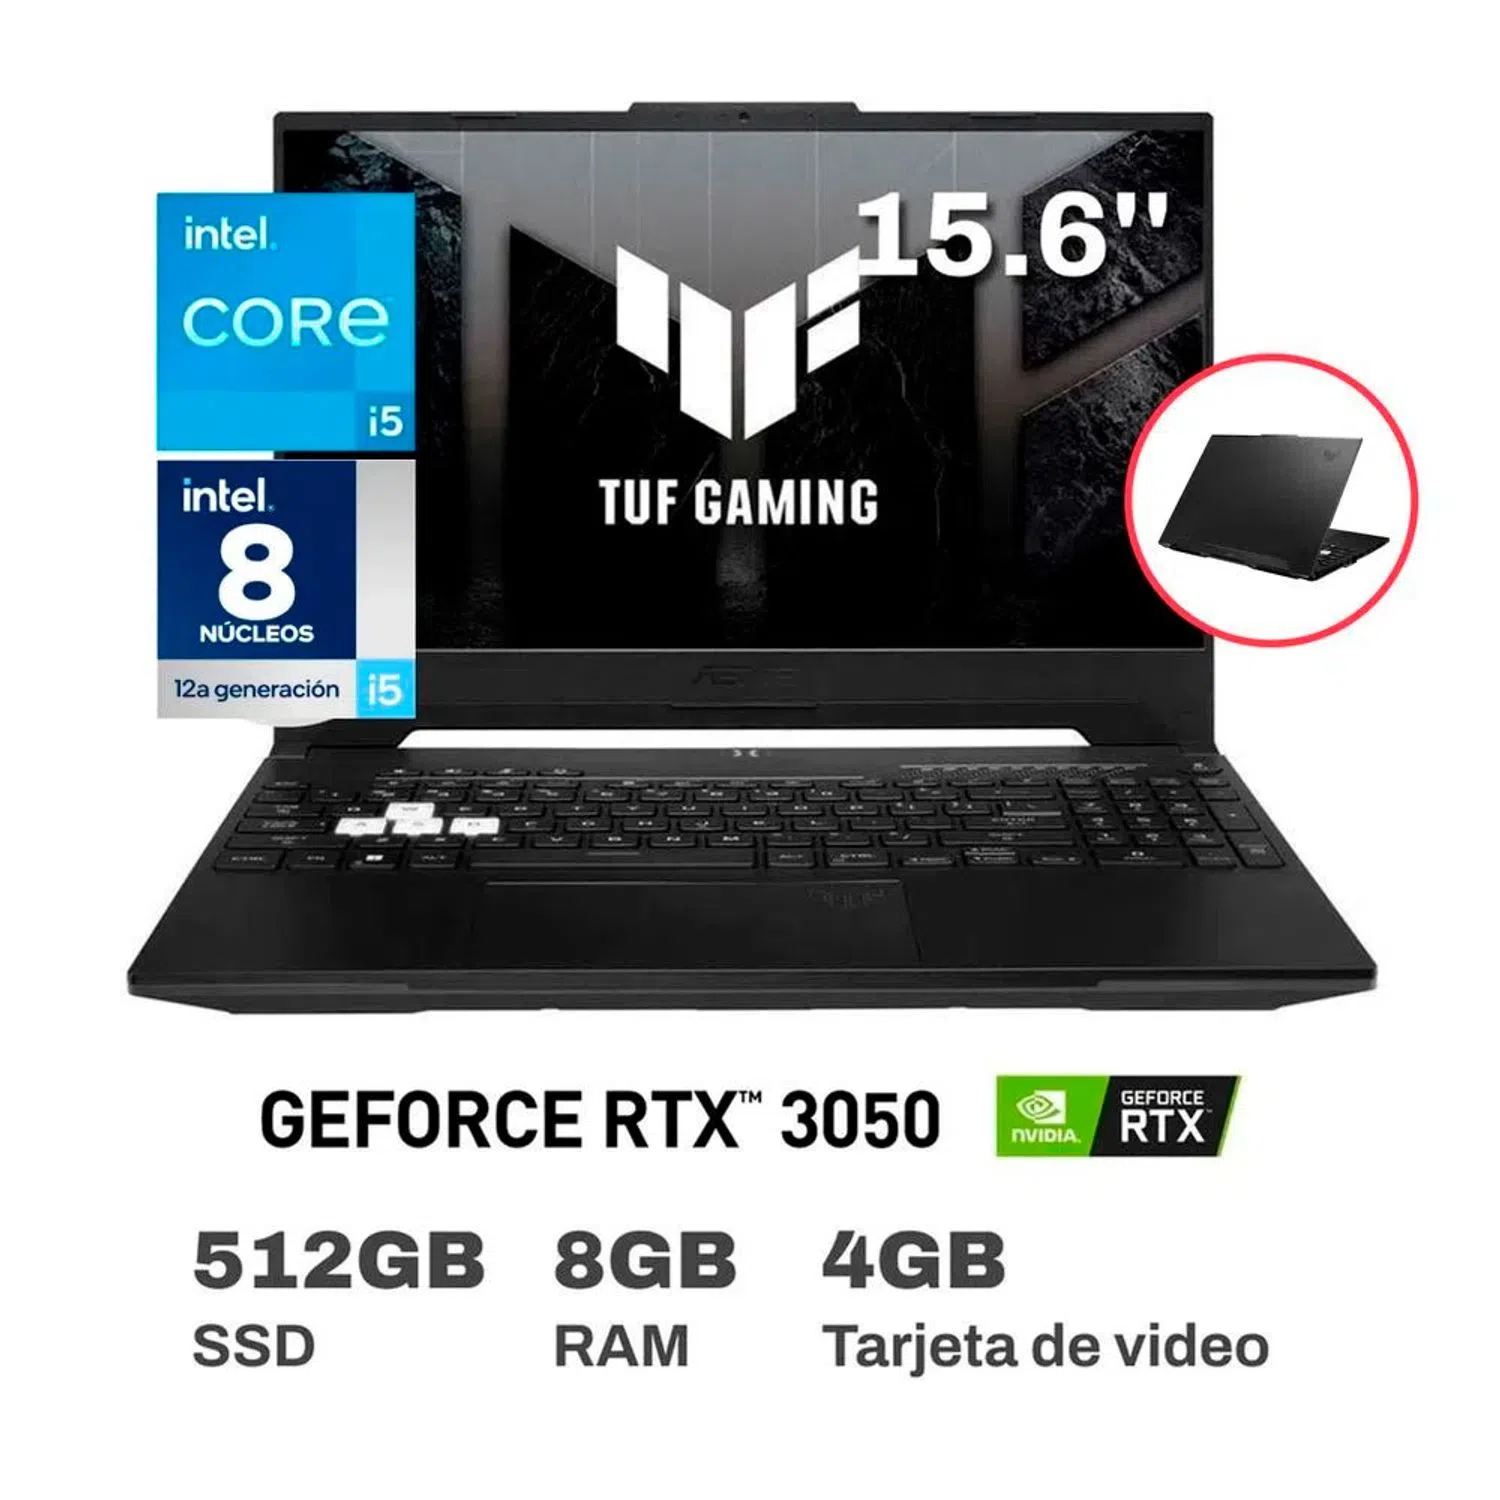 15.6''
intel.
CORE
i5
intel.
8
NÚCLEOS
12a generación
i5
TUF GAMING
GEFORCE RTX™ 3050
NVIDIA.
GEFORCE
RTX™
512GB
SSD
8GB
RAM
4GB
Tarjeta de video